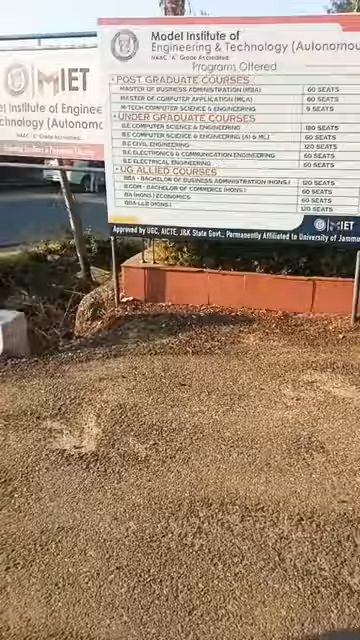 Model Institute of
Engineering & Technology (Autonomou
NAAC "A" Grade Accredited
Programs Offered
POST GRADUATE COURSES
MASTER OF BUSINESS ADMINISTRATION (MBA) 60 SEATS
MASTER OF COMPUTER APPLICATION (MCA) 60 SEATS
M-TECH COMPUTER SCIENCE & ENGINEERING 9 SEATS
UNDER GRADUATE COURSES
B.E COMPUTER SCIENCE & ENGINEERING 180 SEATS
B.E COMPUTER SCIENCE & ENGINEERING (AI & ML) 60 SEATS
B.E CIVIL ENGINEERING 120 SEATS
B.E ELECTRONICS & COMMUNICATION ENGINEERING 60 SEATS
B.E ELECTRICAL ENGINEERING 60 SEATS
UG ALLIED COURSES
BBA - BACHELOR OF BUSINESS ADMINISTRATION (HONS.) 120 SEATS
B.COM - BACHELOR OF COMMERCE (HONS.) 60 SEATS
BA (HONS) ECONOMICS 60 SEATS
BBA-LLB (HONS.) 120 SEATS
MIET
Approved by UGC, AICTE, J&K State Govt., Permanently Affiliated to University of Jamm
MIET
el Institute of Enginee
chnology (Autonomo
NAAC "A" Grade Accredited